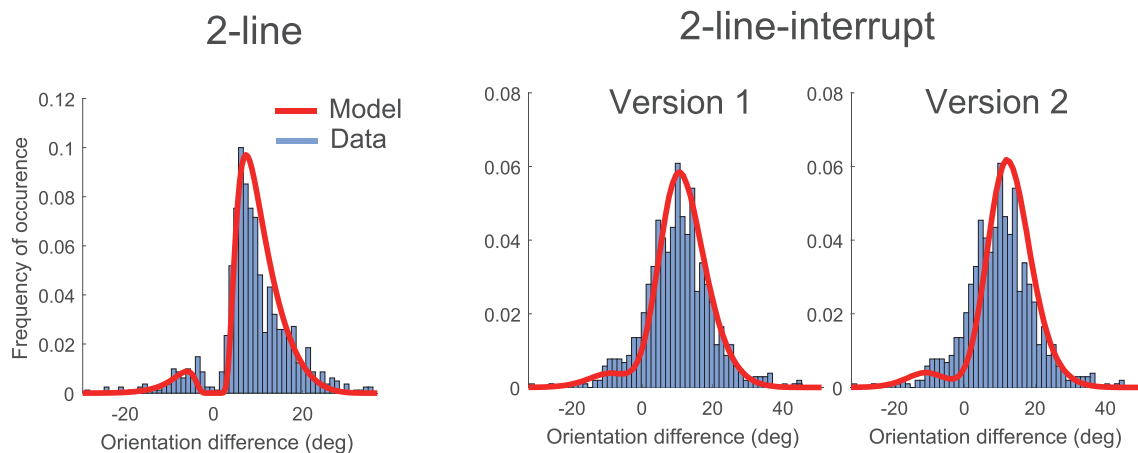 2-line
2-line-interrupt
0.12
0.1
0.08
0.06
0.04
0.02
0
Frequency of occurence
Model
Data
-20
0
20
Orientation difference (deg)
Version 1
0.08
0.06
0.04
0.02
0
-20
0
20
40
Orientation difference (deg)
Version 2
0.08
0.06
0.04
0.02
0
-20
0
20
40
Orientation difference (deg)